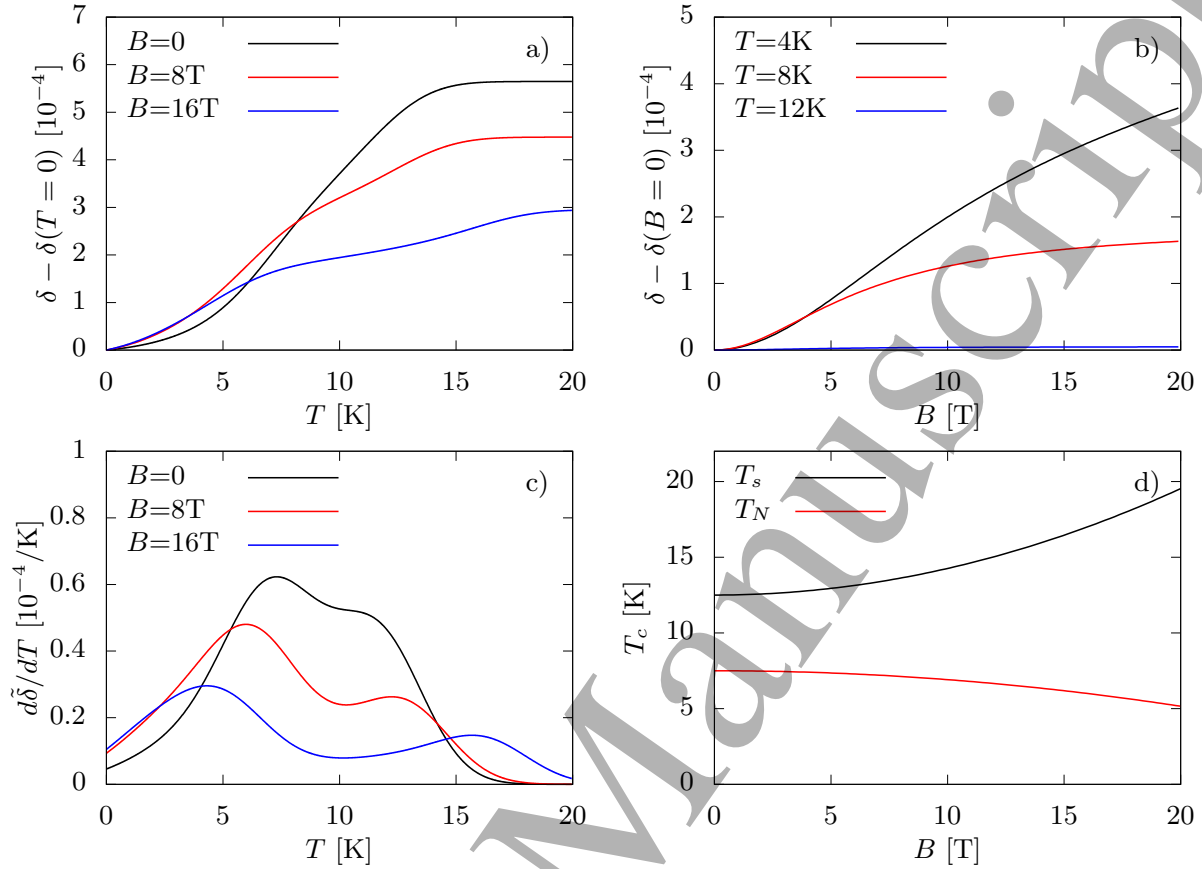 a)
B=0
B=8T
B=16T
δ − δ(T = 0) [10⁻⁴]
0 1 2 3 4 5 6 7
0 5 10 15 20
T [K]
b)
T=4K
T=8K
T=12K
δ − δ(B = 0) [10⁻⁴]
0 1 2 3 4 5
0 5 10 15 20
B [T]
c)
B=0
B=8T
B=16T
dδ̃/dT [10⁻⁴/K]
0 0.2 0.4 0.6 0.8 1
0 5 10 15 20
T [K]
d)
T_s
T_N
T_c [K]
0 5 10 15 20
0 5 10 15 20
B [T]
Manuscrip